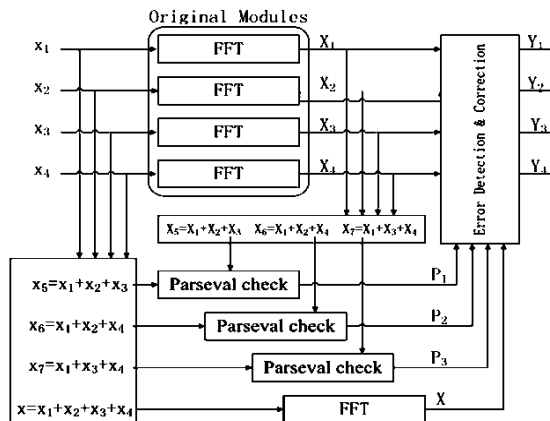 Original Modules
x₁ FFT X₁ Y₁
x₂ FFT X₂ Y₂
x₃ FFT X₃ Y₃
x₄ FFT X₄ Y₄
Error Detection & Correction
X₅=X₁+X₂+X₃ X₆=X₁+X₂+X₄ X₇=X₁+X₃+X₄
x₅=x₁+x₂+x₃ Parseval check P₁
x₆=x₁+x₂+x₄ Parseval check P₂
x₇=x₁+x₃+x₄ Parseval check P₃
x=x₁+x₂+x₃+x₄ FFT X